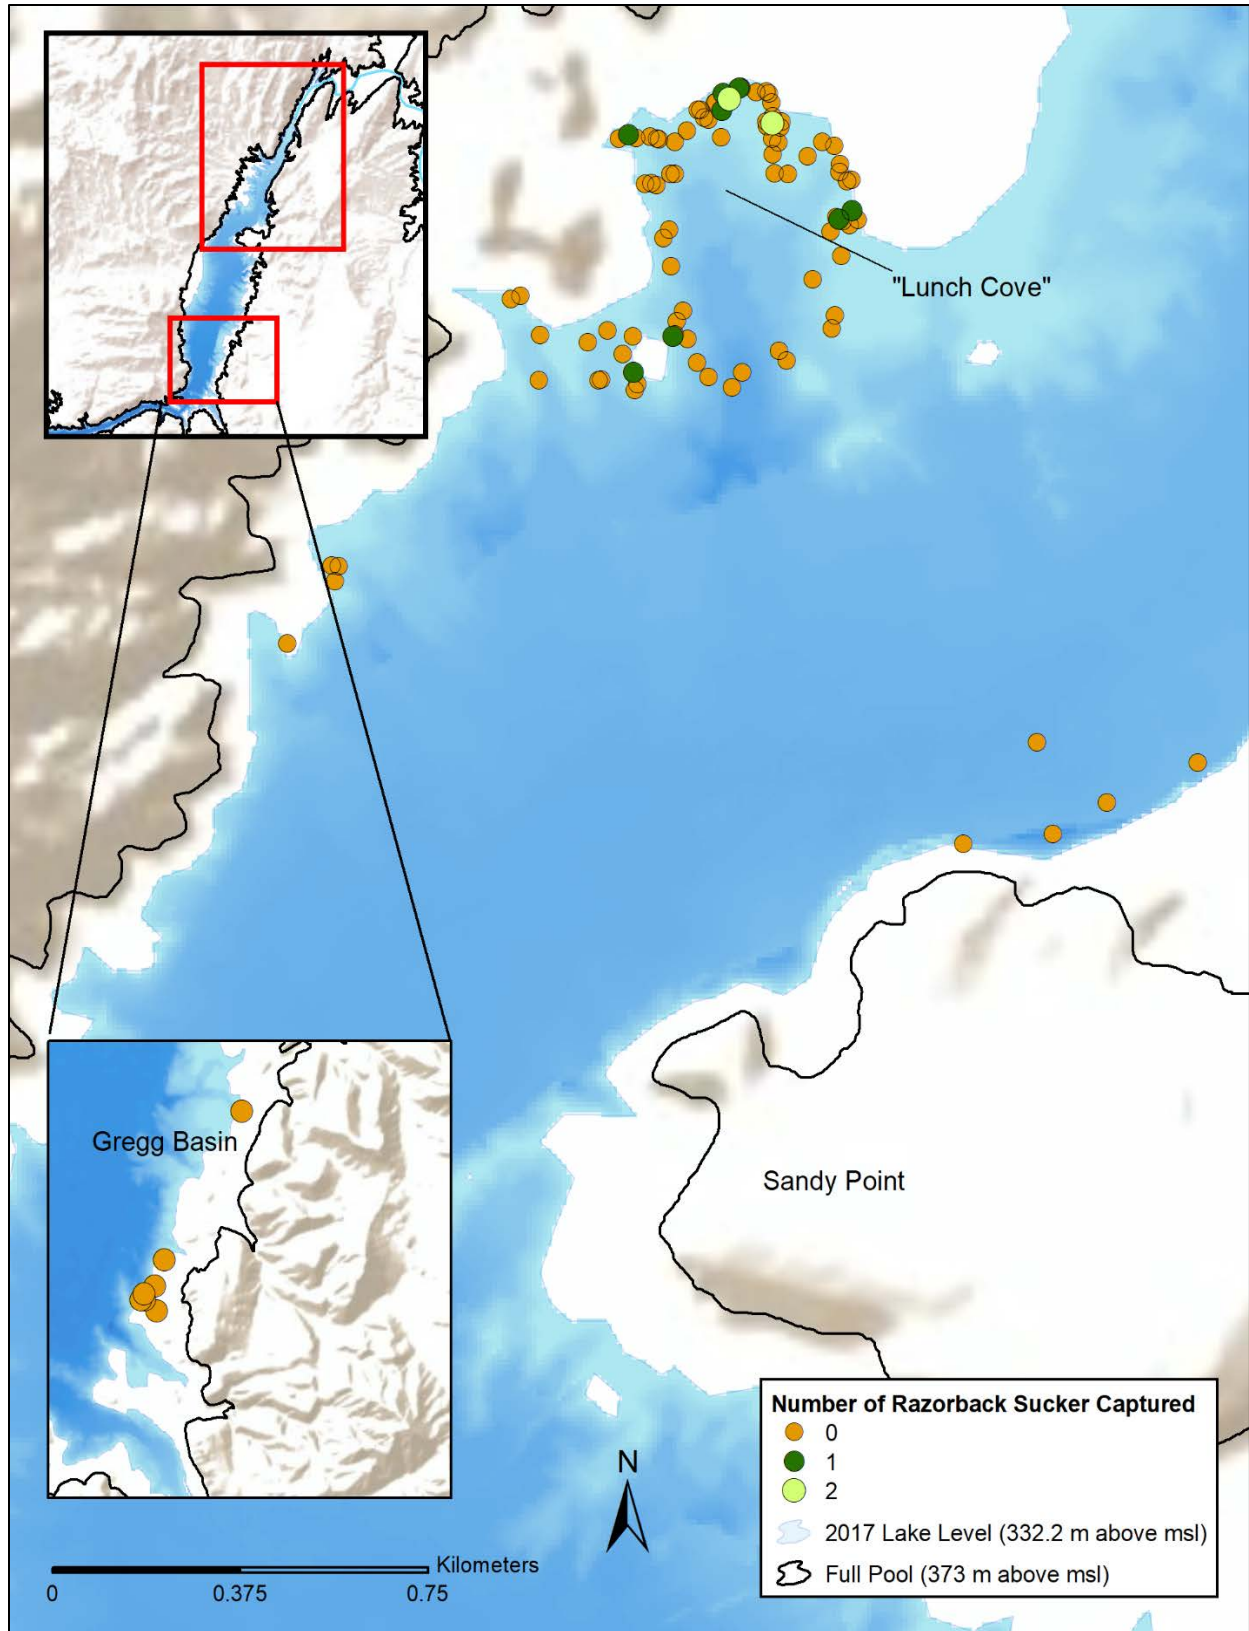 "Lunch Cove"
Gregg Basin
Sandy Point
Number of Razorback Sucker Captured
0
1
2
2017 Lake Level (332.2 m above msl)
Full Pool (373 m above msl)
N
Kilometers
0 0.375 0.75